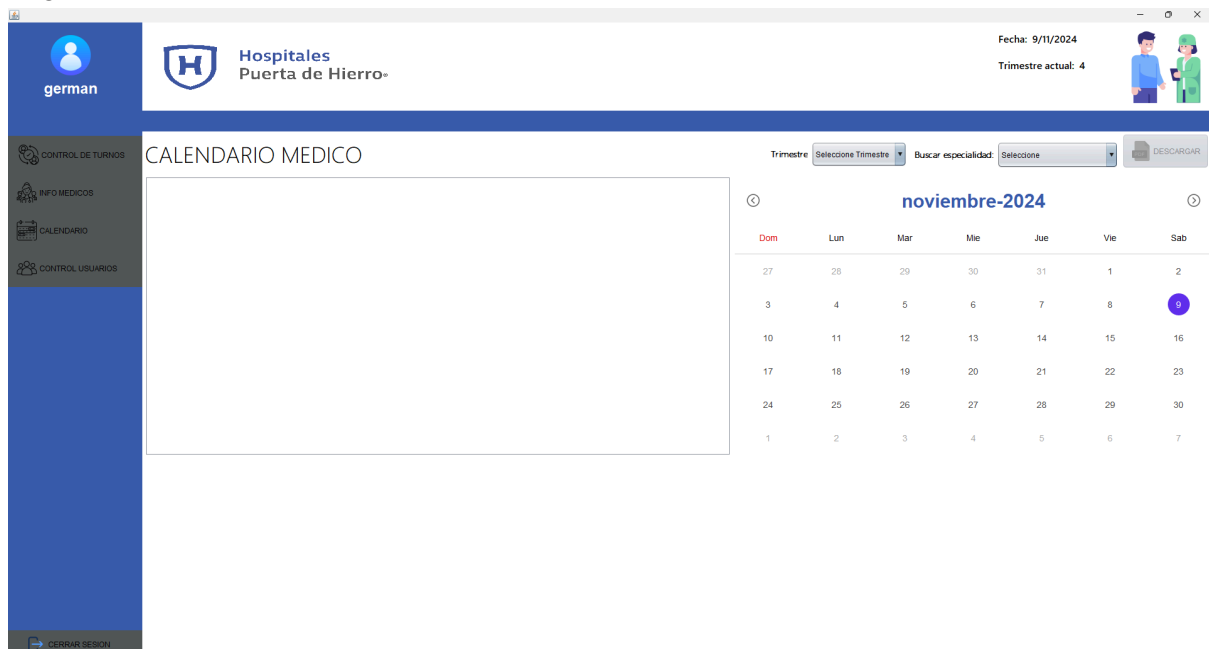 Hospitales
Puerta de Hierro®
Fecha: 9/11/2024
Trimestre actual: 4
german
CONTROL DE TURNOS
INFO MEDICOS
CALENDARIO
CONTROL USUARIOS
CERRAR SESION
CALENDARIO MEDICO
Trimestre Seleccione Trimestre Buscar especialidad: Seleccione DESCARGAR
noviembre-2024
Dom Lun Mar Mie Jue Vie Sab
27 28 29 30 31 1 2
3 4 5 6 7 8 9
10 11 12 13 14 15 16
17 18 19 20 21 22 23
24 25 26 27 28 29 30
1 2 3 4 5 6 7